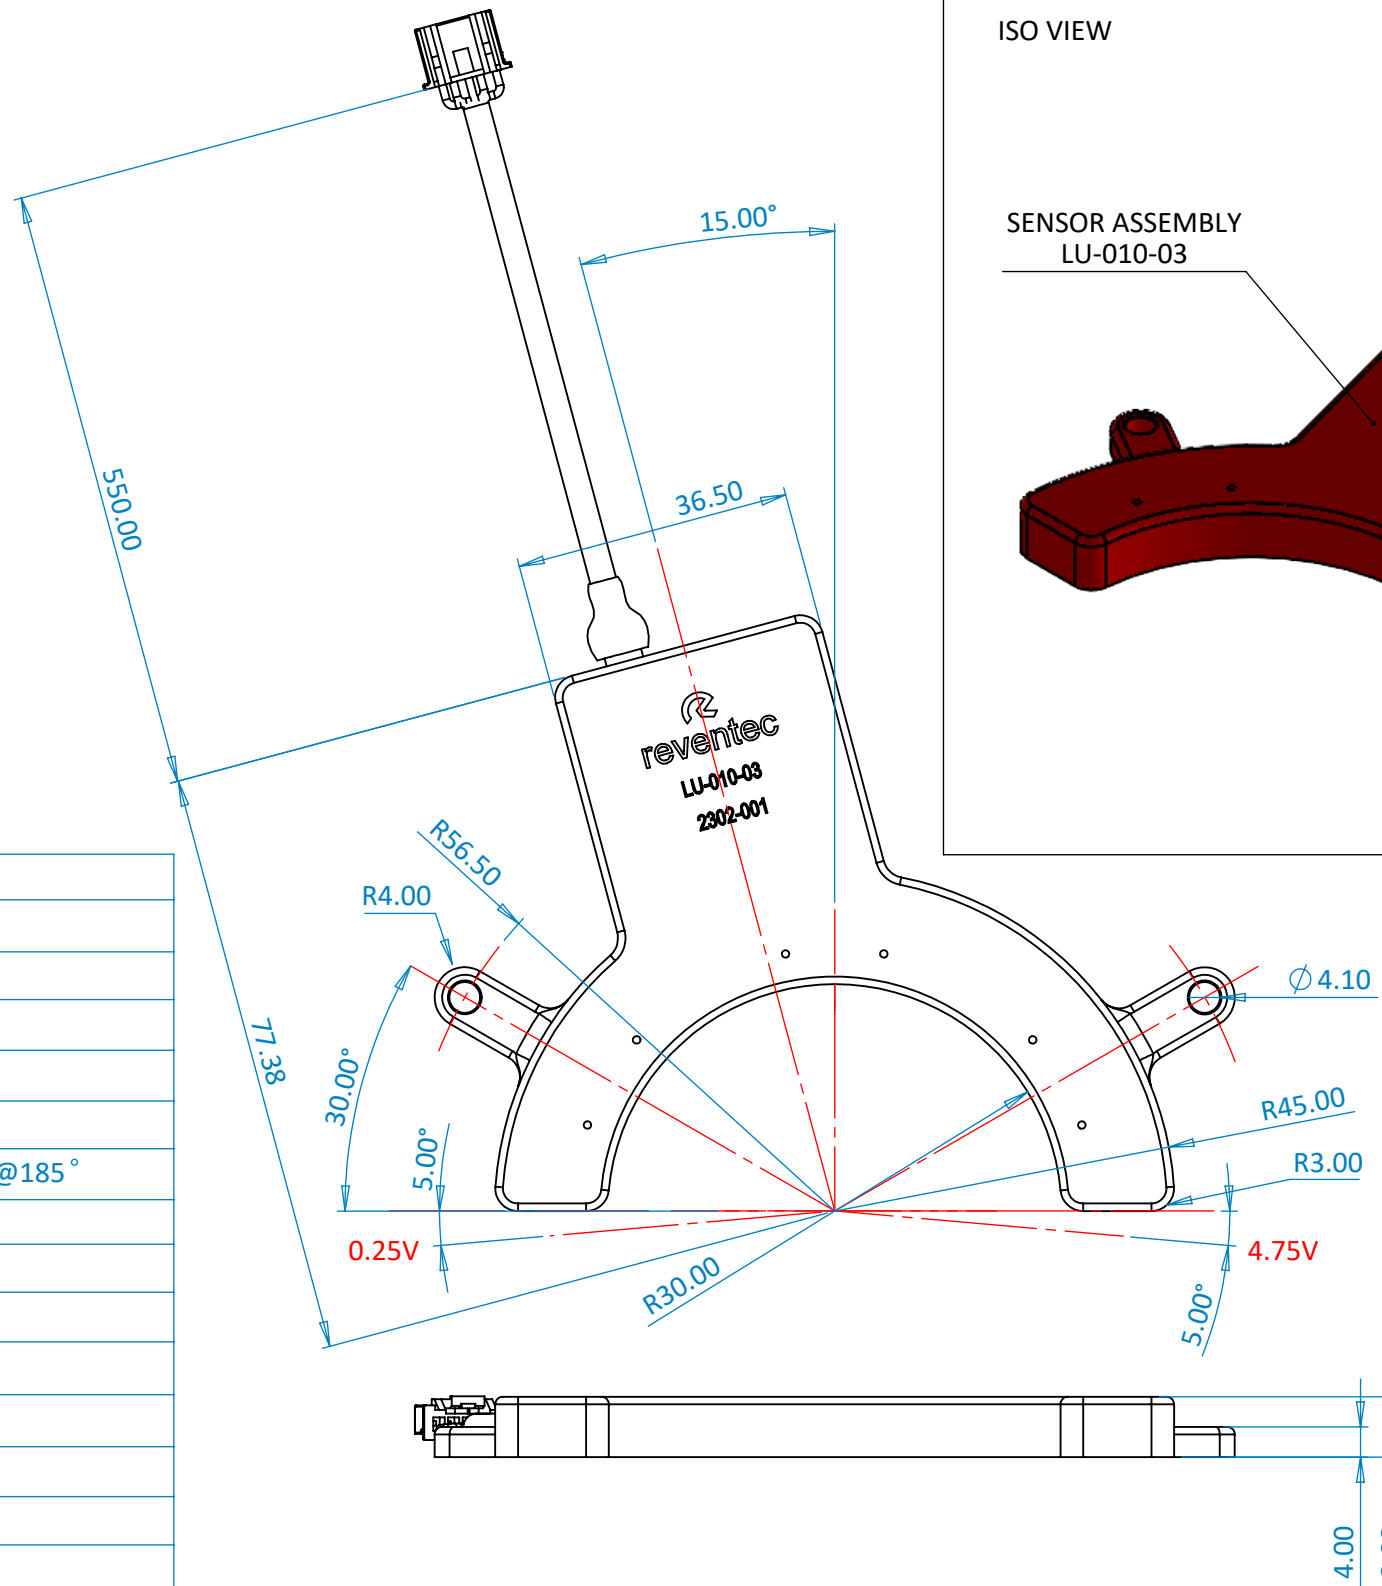 ISO VIEW
15.00°
SENSOR ASSEMBLY
LU-010-03
550.00
36.50
reventec
LU-010-03
2302-001
R56.50
R4.00
Ø 4.10
77.38
30.00°
5.00°
R45.00
R3.00
@185°
0.25V
4.75V
R30.00
5.00°
4.00